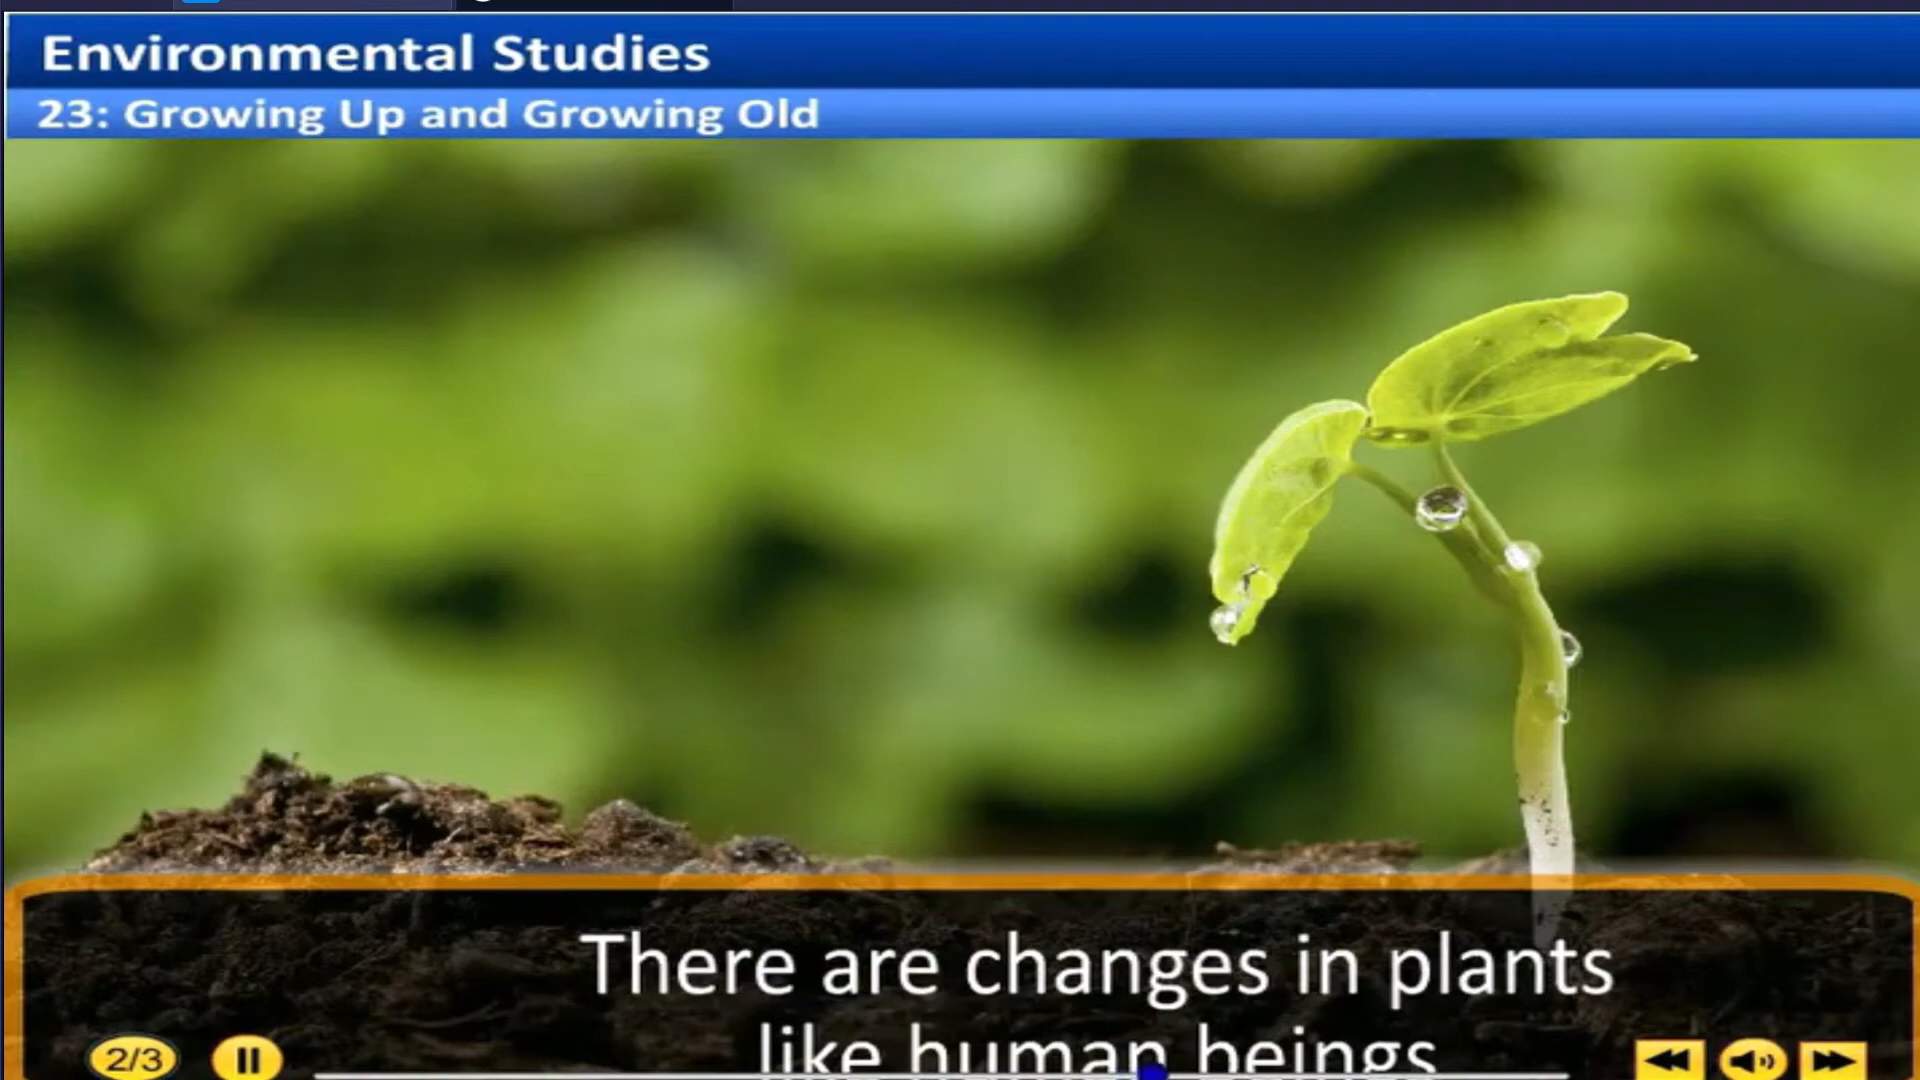 Environmental Studies
23: Growing Up and Growing Old
There are changes in plants
like human beings
2/3